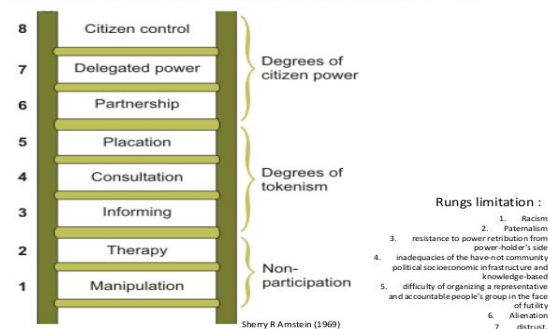 8 Citizen control
7 Delegated power
6 Partnership
Degrees of
citizen power
5 Placation
4 Consultation
3 Informing
Degrees of
tokenism
2 Therapy
1 Manipulation
Non-
participation
Sherry R Arnstein (1969)
Rungs limitation :
1. Racism
2. Paternalism
3. resistance to power retribution from
power-holder's side
4. inadequacies of the have-not community
political socioeconomic infrastructure and
knowledge-based
5. difficulty of organizing a representative
and accountable people's group in the face
of futility
6. Alienation
7. distrust.